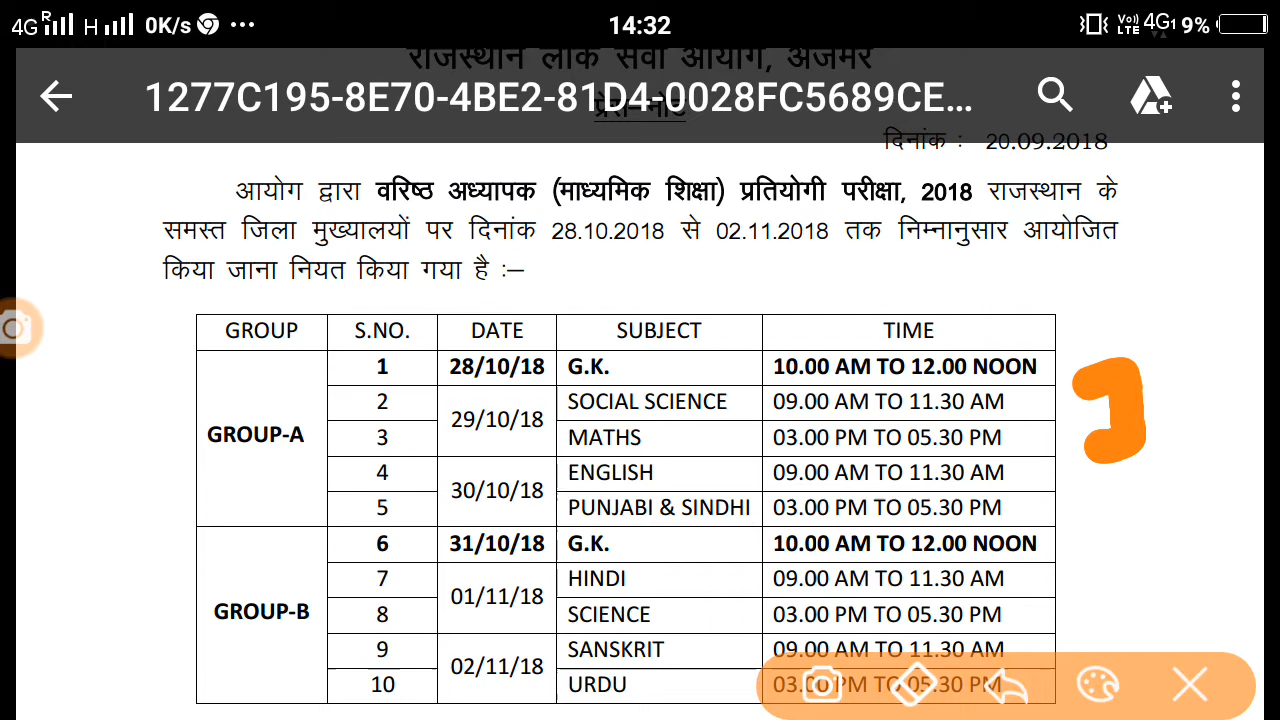 4G R H 0K/s ••• 14:32 Vo)) LTE 4G1 9%
राजस्थान लोक सेवा आयोग, अजमेर
1277C195-8E70-4BE2-81D4-0028FC5689CE...
प्रेस–नोट
दिनांक : 20.09.2018
आयोग द्वारा वरिष्ठ अध्यापक (माध्यमिक शिक्षा) प्रतियोगी परीक्षा, 2018 राजस्थान के
समस्त जिला मुख्यालयों पर दिनांक 28.10.2018 से 02.11.2018 तक निम्नानुसार आयोजित
किया जाना नियत किया गया है :–
GROUP S.NO. DATE SUBJECT TIME
1 28/10/18 G.K. 10.00 AM TO 12.00 NOON
2 29/10/18 SOCIAL SCIENCE 09.00 AM TO 11.30 AM
GROUP-A 3 MATHS 03.00 PM TO 05.30 PM
4 30/10/18 ENGLISH 09.00 AM TO 11.30 AM
5 PUNJABI & SINDHI 03.00 PM TO 05.30 PM
6 31/10/18 G.K. 10.00 AM TO 12.00 NOON
7 01/11/18 HINDI 09.00 AM TO 11.30 AM
GROUP-B 8 SCIENCE 03.00 PM TO 05.30 PM
9 02/11/18 SANSKRIT 09.00 AM TO 11.30 AM
10 URDU 03.00 PM TO 05.30 PM